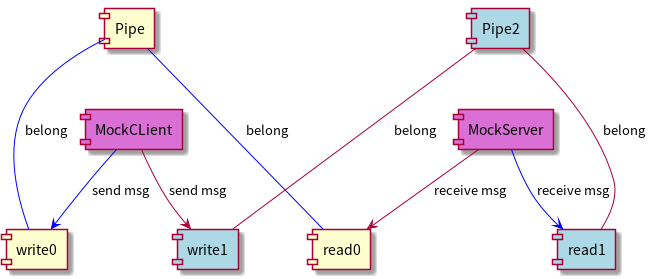 Pipe
Pipe2
belong
MockCLient
belong
belong
MockServer
belong
send msg
send msg
receive msg
receive msg
write0
write1
read0
read1